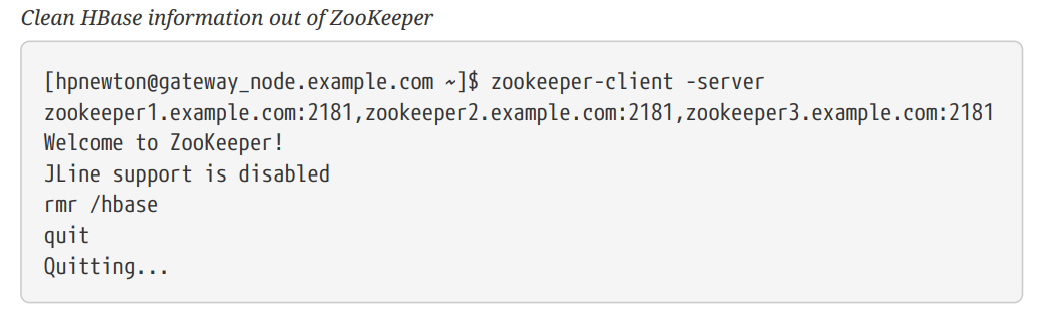 Clean HBase information out of ZooKeeper
[hpnewton@gateway_node.example.com ~]$ zookeeper-client -server
zookeeper1.example.com:2181,zookeeper2.example.com:2181,zookeeper3.example.com:2181
Welcome to ZooKeeper!
JLine support is disabled
rmr /hbase
quit
Quitting...